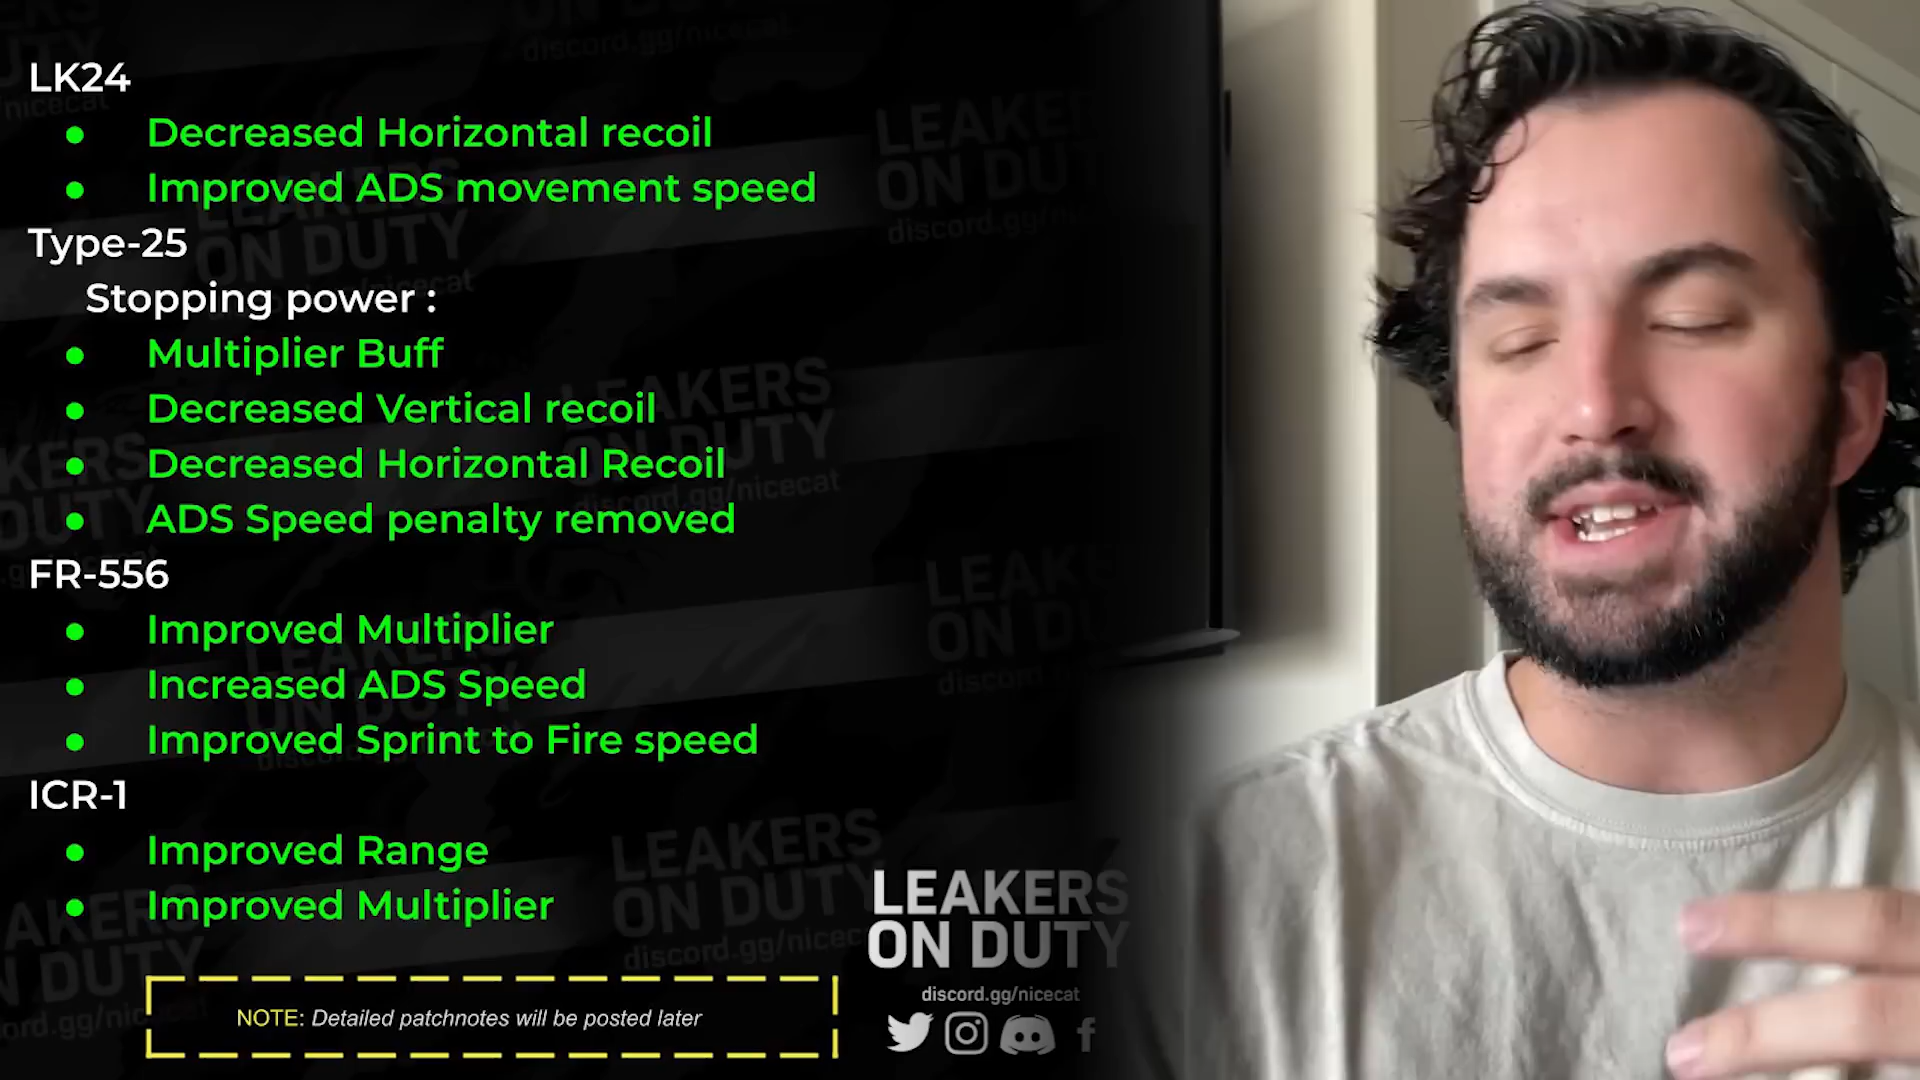 LK24
● Decreased Horizontal recoil
● Improved ADS movement speed
Type-25
Stopping power :
● Multiplier Buff
● Decreased Vertical recoil
● Decreased Horizontal Recoil
● ADS Speed penalty removed
FR-556
● Improved Multiplier
● Increased ADS Speed
● Improved Sprint to Fire speed
ICR-1
● Improved Range
● Improved Multiplier
NOTE: Detailed patchnotes will be posted later
LEAKERS
ON DUTY
discord.gg/nicecat